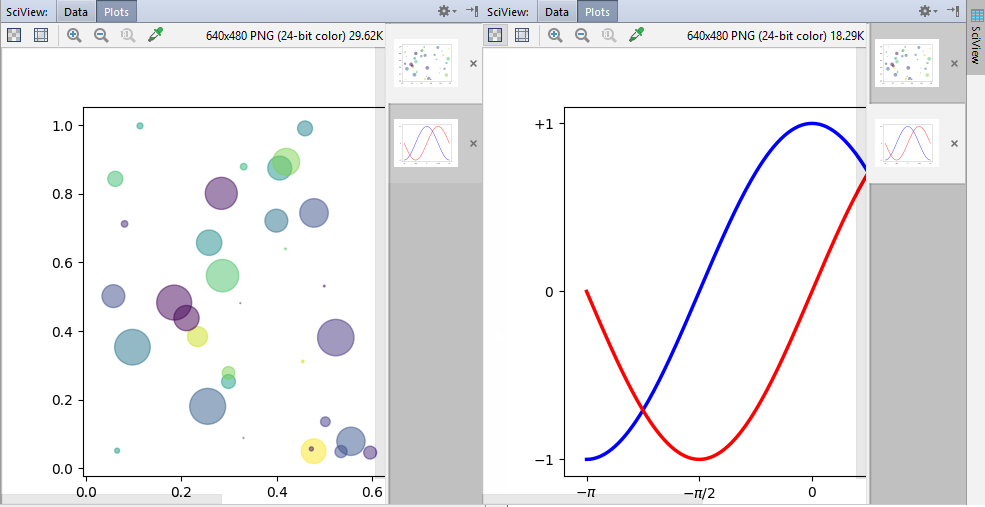 SciView: Data Plots
640x480 PNG (24-bit color) 29.62K
1.0
0.8
0.6
0.4
0.2
0.0
0.0 0.2 0.4 0.6
SciView: Data Plots
640x480 PNG (24-bit color) 18.29K
+1
0
−1
−π −π/2 0
SciView